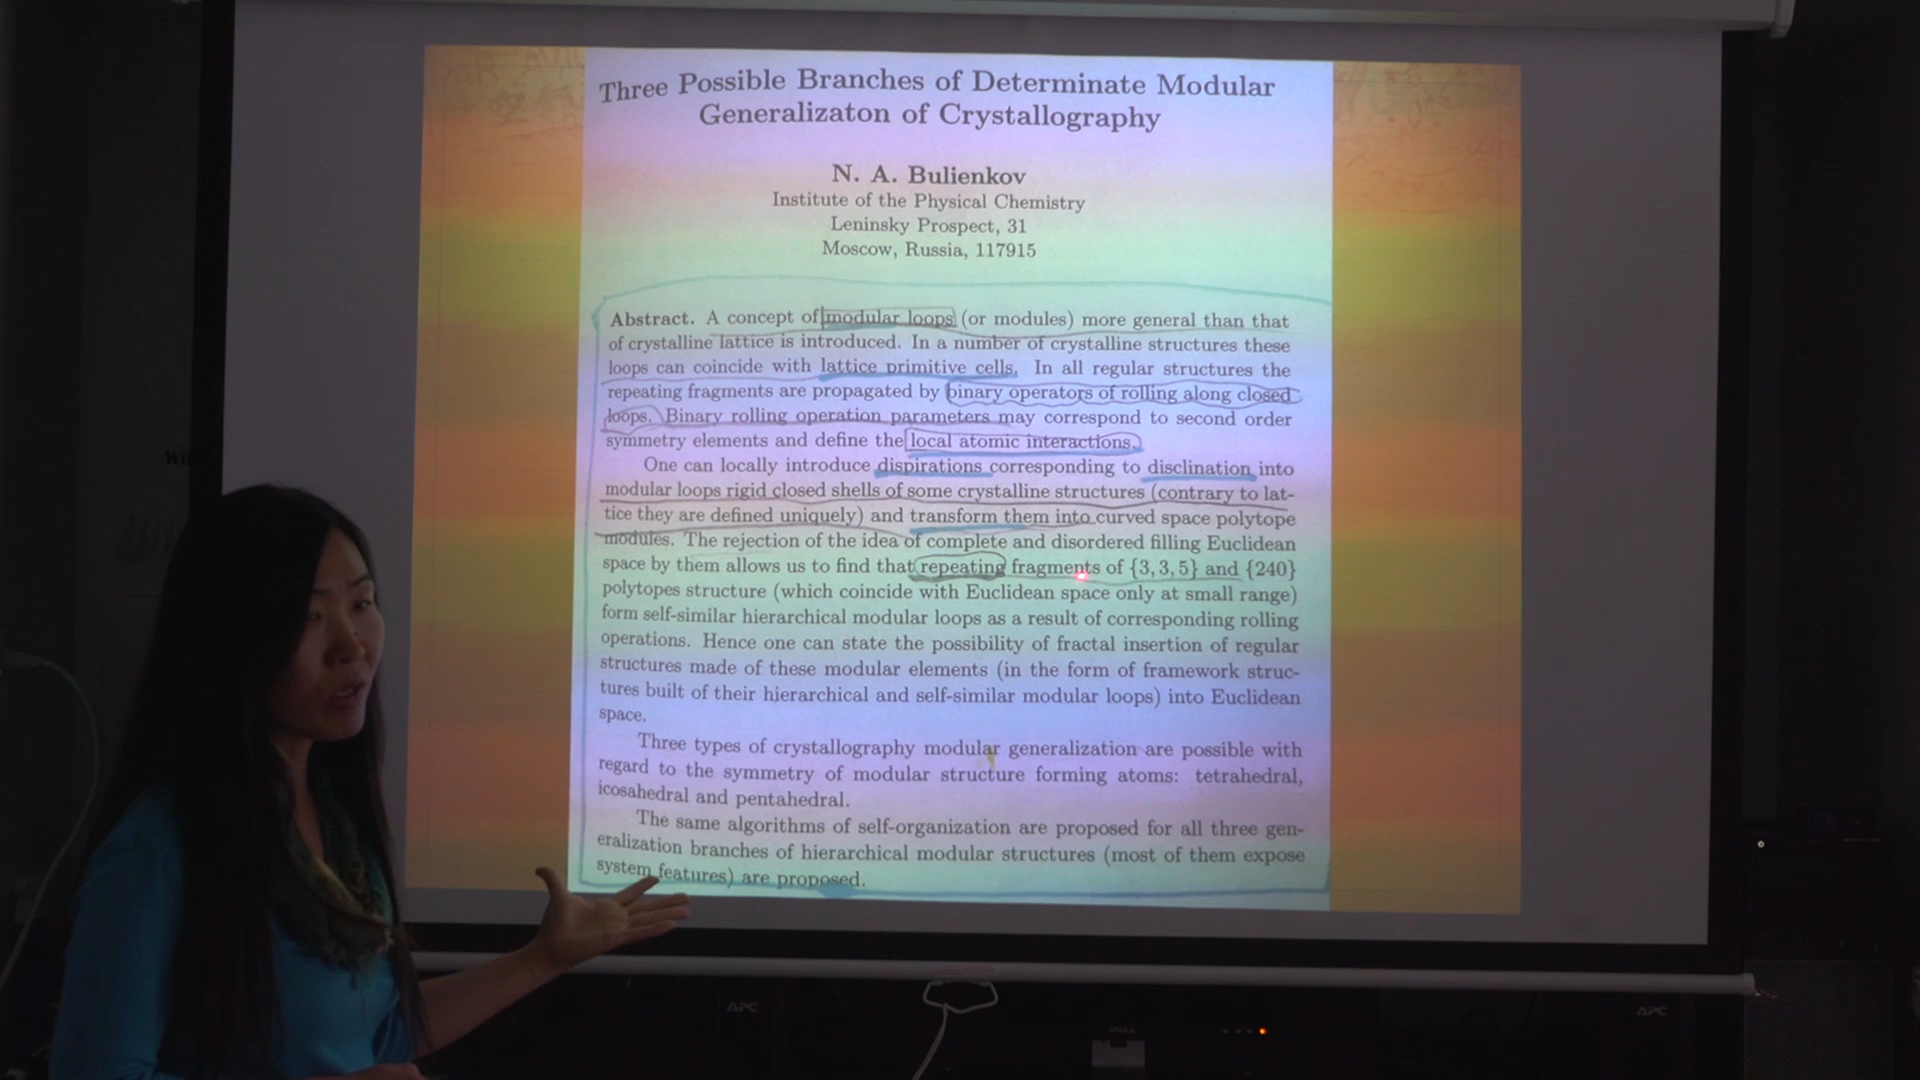 Three Possible Branches of Determinate Modular
Generalizaton of Crystallography
N. A. Bulienkov
Institute of the Physical Chemistry
Leninsky Prospect, 31
Moscow, Russia, 117915
Abstract. A concept of modular loops (or modules) more general than that
of crystalline lattice is introduced. In a number of crystalline structures these
loops can coincide with lattice primitive cells. In all regular structures the
repeating fragments are propagated by binary operators of rolling along closed
loops. Binary rolling operation parameters may correspond to second order
symmetry elements and define the local atomic interactions.
One can locally introduce dispirations corresponding to disclination into
modular loops rigid closed shells of some crystalline structures (contrary to lat-
tice they are defined uniquely) and transform them into curved space polytope
modules. The rejection of the idea of complete and disordered filling Euclidean
space by them allows us to find that repeating fragments of {3, 3, 5} and {240}
polytopes structure (which coincide with Euclidean space only at small range)
form self-similar hierarchical modular loops as a result of corresponding rolling
operations. Hence one can state the possibility of fractal insertion of regular
structures made of these modular elements (in the form of framework struc-
tures built of their hierarchical and self-similar modular loops) into Euclidean
space.
Three types of crystallography modular generalization are possible with
regard to the symmetry of modular structure forming atoms: tetrahedral,
icosahedral and pentahedral.
The same algorithms of self-organization are proposed for all three gen-
eralization branches of hierarchical modular structures (most of them expose
system features) are proposed.
APC
DELL
APC